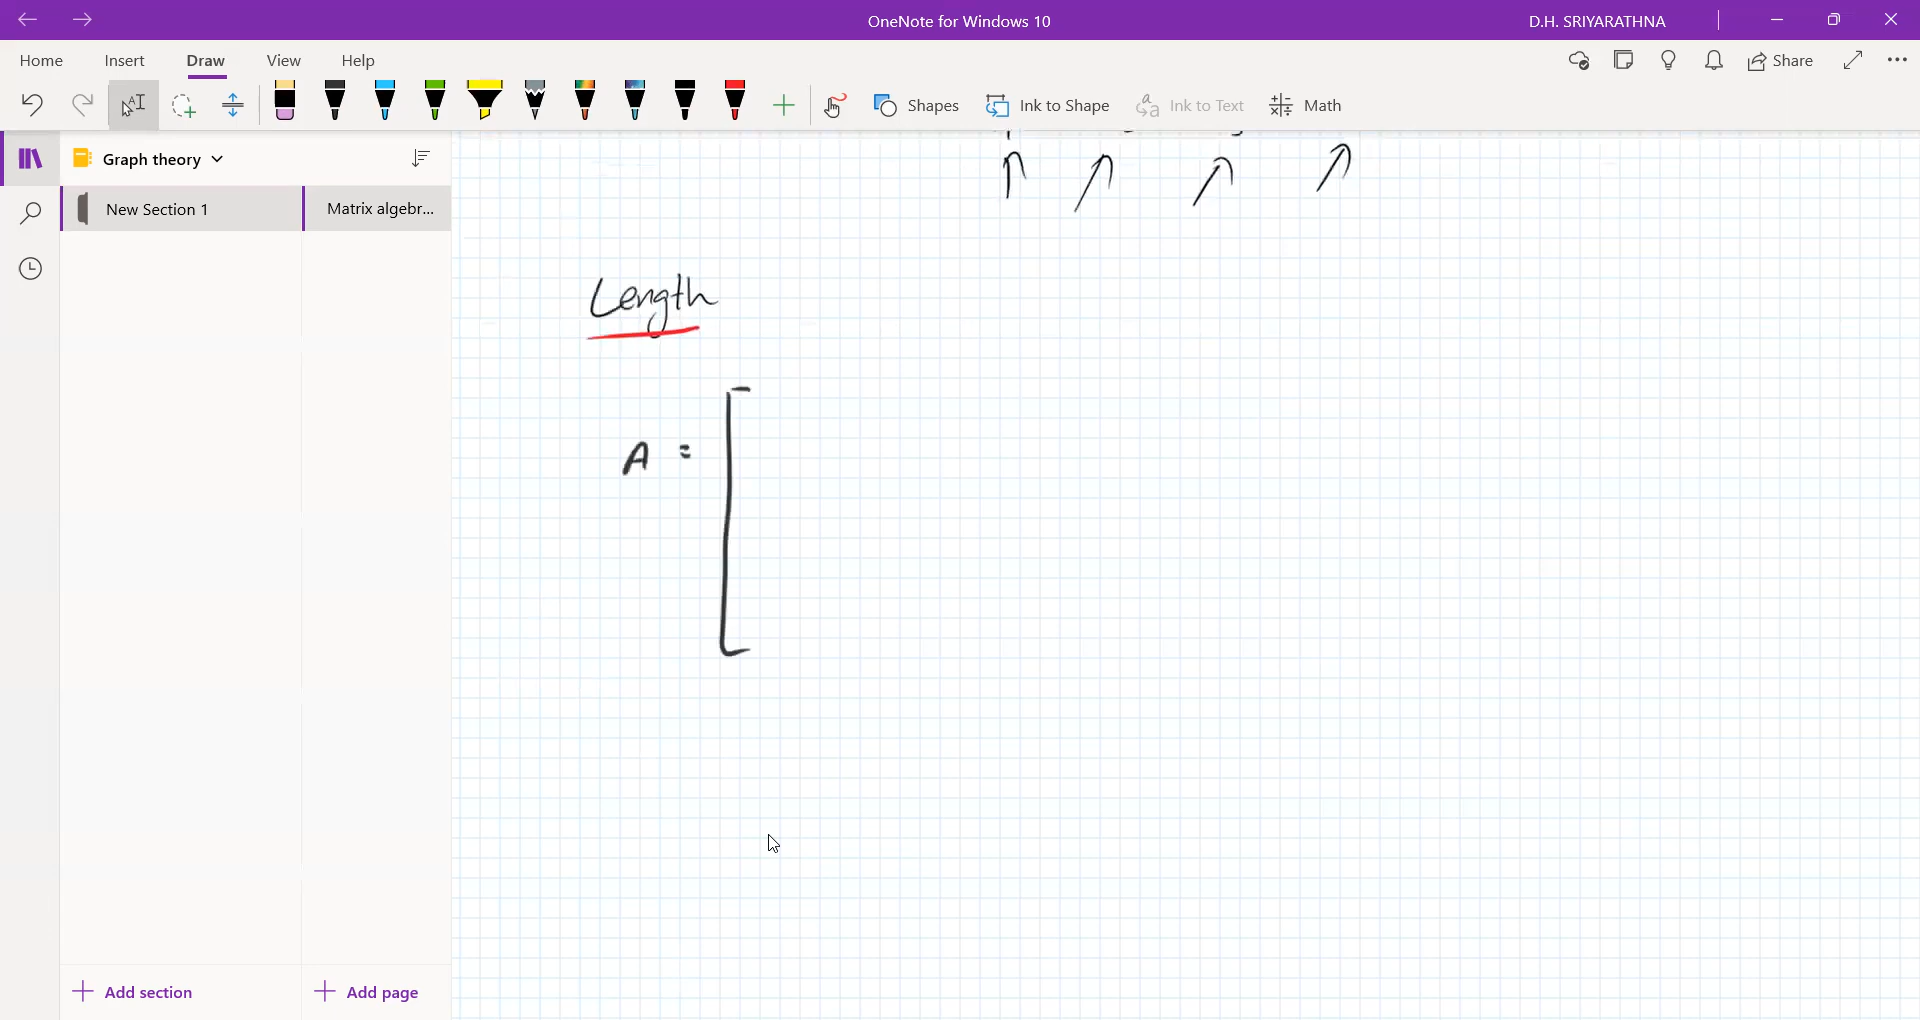 OneNote for Windows 10
D.H. SRIYARATHNA
Home Insert Draw View Help
Share
Shapes Ink to Shape Ink to Text Math
Graph theory
New Section 1
Matrix algebr...
Length
A = [
Add section
Add page